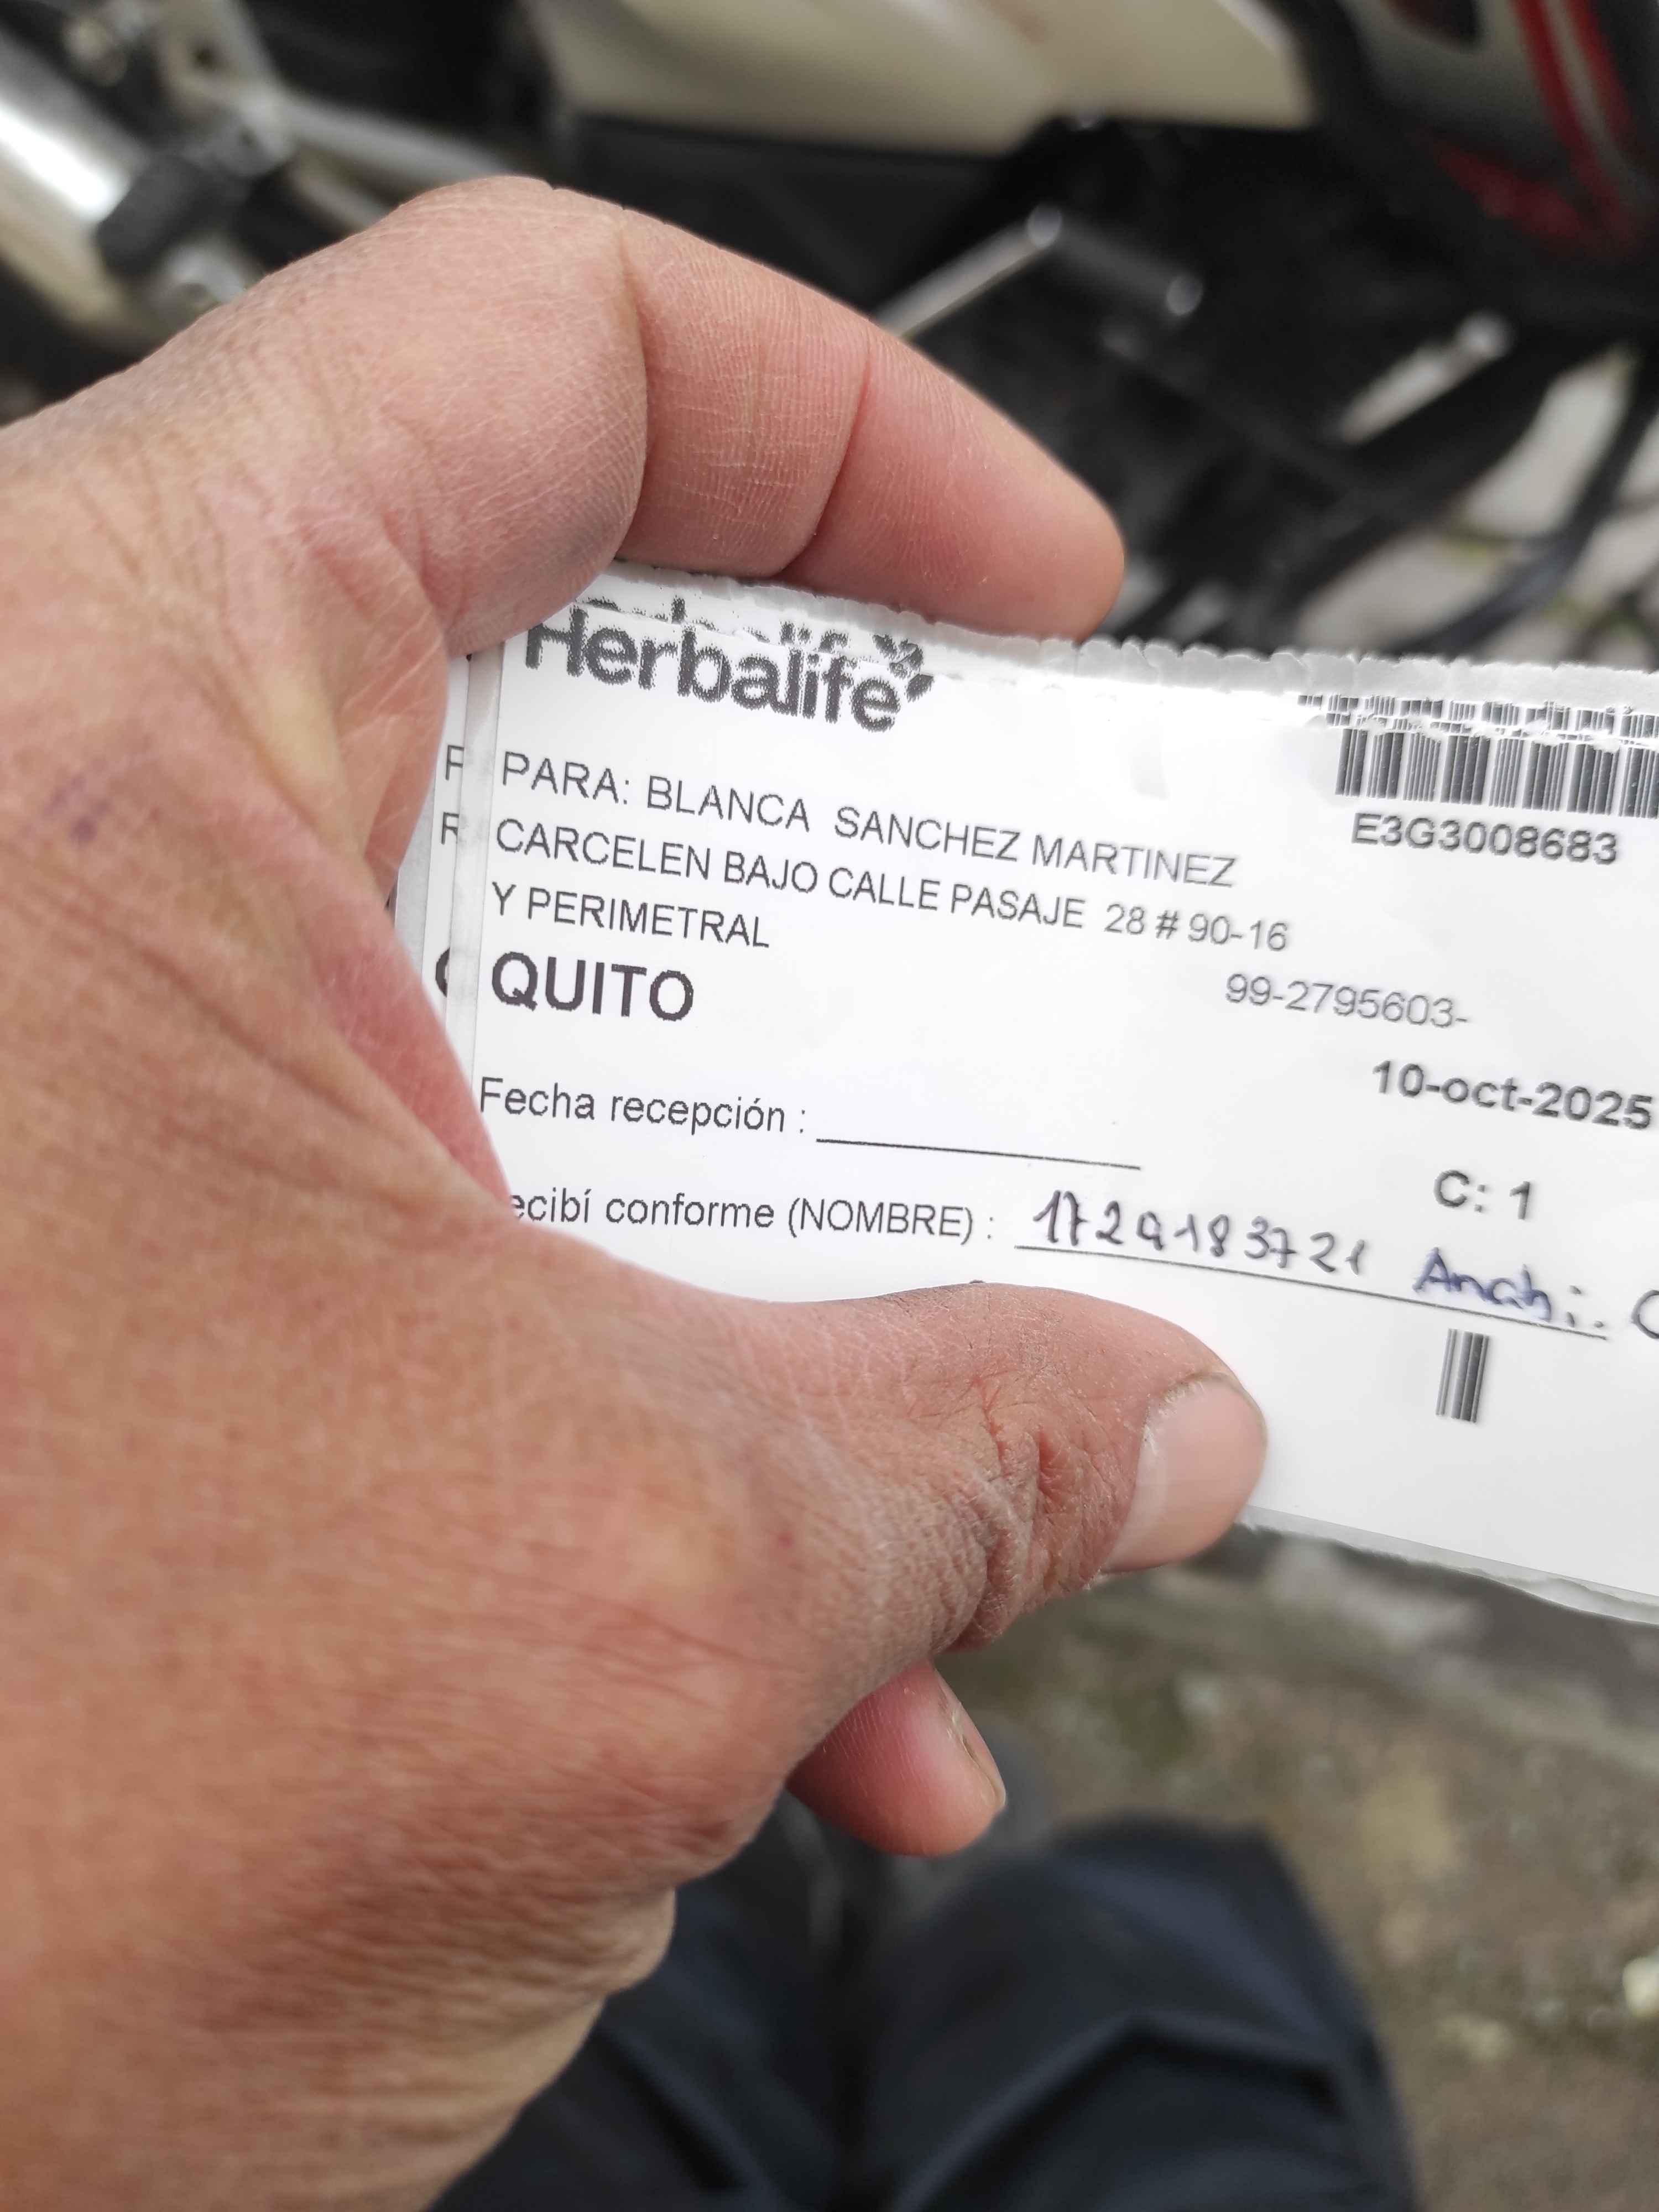 Herbalife
E3G3008683
PARA: BLANCA SANCHEZ MARTINEZ
CARCELEN BAJO CALLE PASAJE 28 # 90-16
Y PERIMETRAL
QUITO
99-2795603-
10-oct-2025
Fecha recepción :
C: 1
ecibí conforme (NOMBRE) : 1729183721 Anahi.